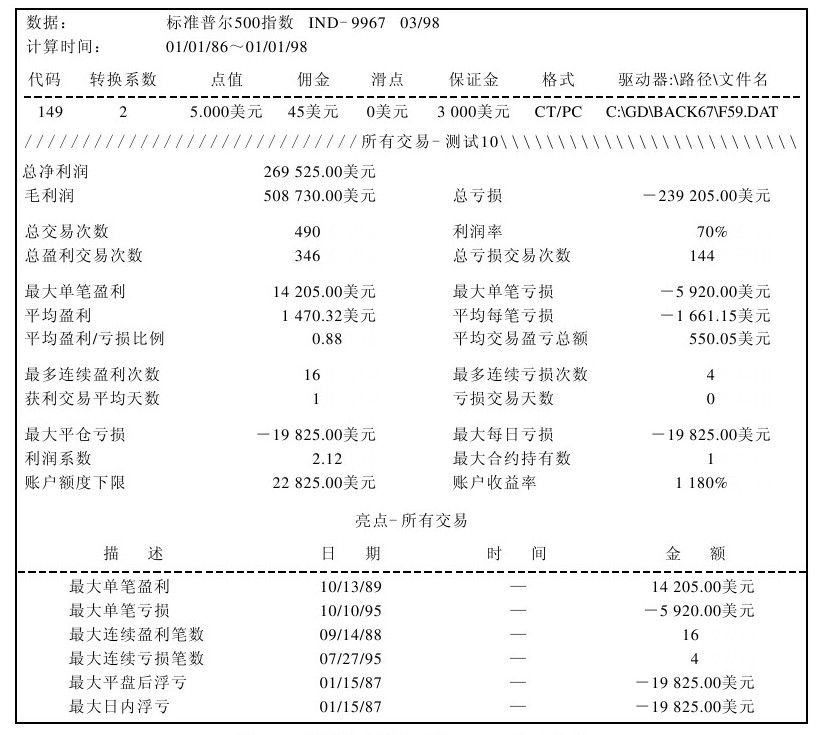 数据： 标准普尔500指数 IND-9967 03/98
计算时间： 01/01/86～01/01/98
代码 转换系数 点值 佣金 滑点 保证金 格式 驱动器:\路径\文件名
149 2 5.000美元 45美元 0美元 3 000美元 CT/PC C:\GD\BACK67\F59.DAT
/////////////////////////////所有交易-测试10\\\\\\\\\\\\\\\\\\\\\\\\\\
总净利润 269 525.00美元
毛利润 508 730.00美元 总亏损 －239 205.00美元
总交易次数 490 利润率 70%
总盈利交易次数 346 总亏损交易次数 144
最大单笔盈利 14 205.00美元 最大单笔亏损 －5 920.00美元
平均盈利 1 470.32美元 平均每笔亏损 －1 661.15美元
平均盈利/亏损比例 0.88 平均交易盈亏总额 550.05美元
最多连续盈利次数 16 最多连续亏损次数 4
获利交易平均天数 1 亏损交易天数 0
最大平仓亏损 －19 825.00美元 最大每日亏损 －19 825.00美元
利润系数 2.12 最大合约持有数 1
账户额度下限 22 825.00美元 账户收益率 1 180%
亮点-所有交易
描 述 日 期 时 间 金 额
最大单笔盈利 10/13/89 — 14 205.00美元
最大单笔亏损 10/10/95 — －5 920.00美元
最大连续盈利笔数 09/14/88 — 16
最大连续亏损笔数 07/27/95 — 4
最大平盘后浮亏 01/15/87 — －19 825.00美元
最大日内浮亏 01/15/87 — －19 825.00美元